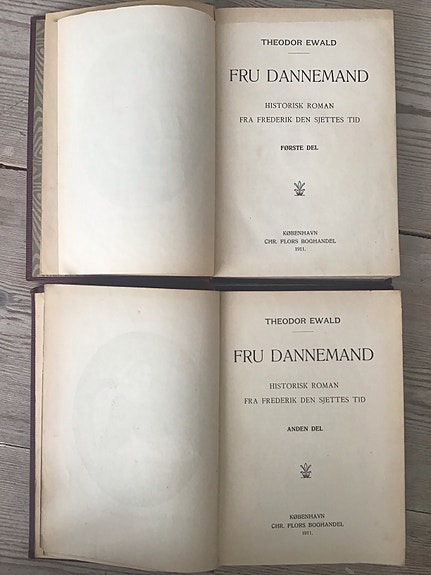 THEODOR EWALD
FRU DANNEMAND
HISTORISK ROMAN
FRA FREDERIK DEN SJETTES TID
FØRSTE DEL
KØBENHAVN
CHR. FLORS BOGHANDEL
1911.
THEODOR EWALD
FRU DANNEMAND
HISTORISK ROMAN
FRA FREDERIK DEN SJETTES TID
ANDEN DEL
KØBENHAVN
CHR. FLORS BOGHANDEL
1911.